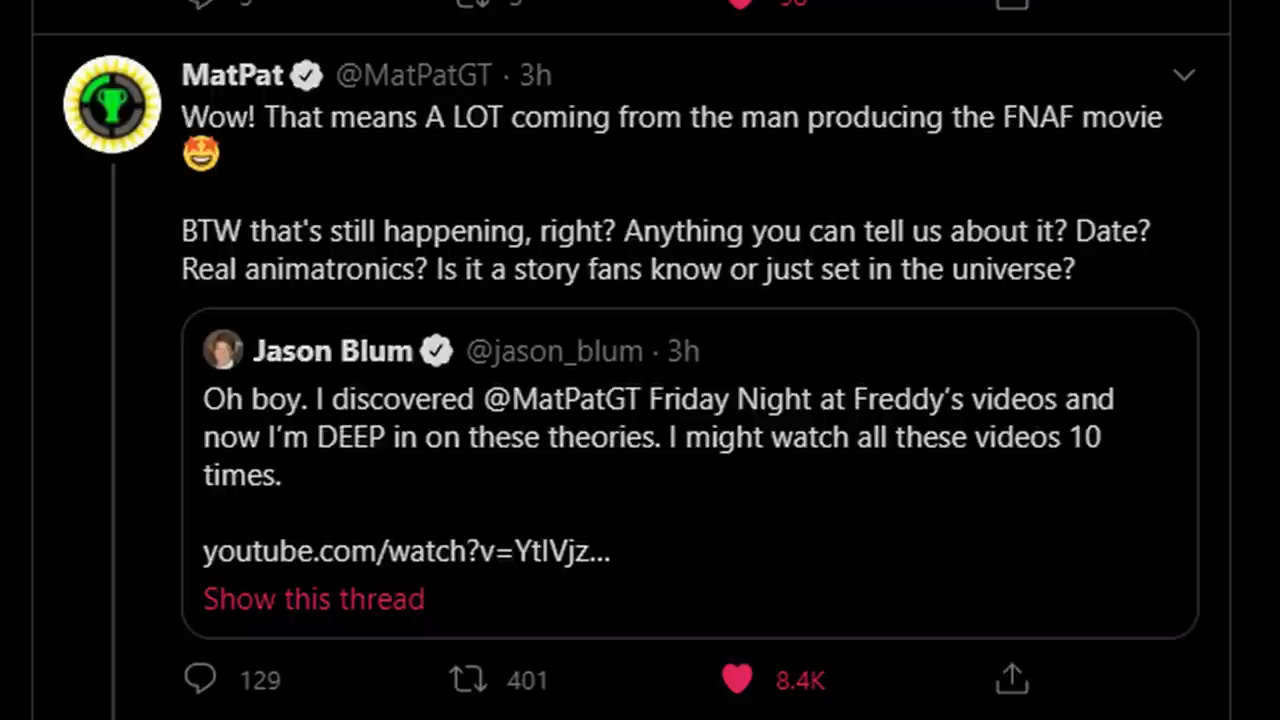 MatPat @MatPatGT · 3h
Wow! That means A LOT coming from the man producing the FNAF movie
🤩
BTW that's still happening, right? Anything you can tell us about it? Date?
Real animatronics? Is it a story fans know or just set in the universe?
Jason Blum @jason_blum · 3h
Oh boy. I discovered @MatPatGT Friday Night at Freddy's videos and
now I'm DEEP in on these theories. I might watch all these videos 10
times.
youtube.com/watch?v=YtlVjz...
Show this thread
129 401 8.4K